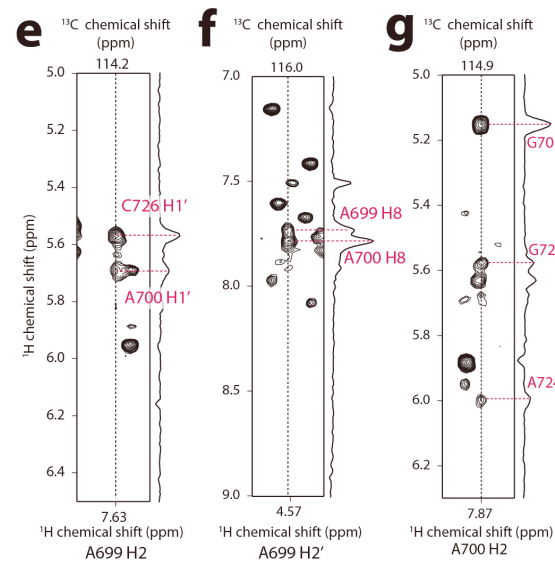 e
¹³C chemical shift
(ppm)
114.2
5.0
5.2
5.4
5.6
5.8
6.0
6.2
6.4
¹H chemical shift (ppm)
C726 H1′
A700 H1′
7.63
¹H chemical shift (ppm)
A699 H2
f
¹³C chemical shift
(ppm)
116.0
7.0
7.5
8.0
8.5
9.0
A699 H8
A700 H8
4.57
¹H chemical shift (ppm)
A699 H2′
g
¹³C chemical shift
(ppm)
114.9
5.0
5.2
5.4
5.6
5.8
6.0
6.2
G70
G72
A724
7.87
¹H chemical shift (ppm)
A700 H2